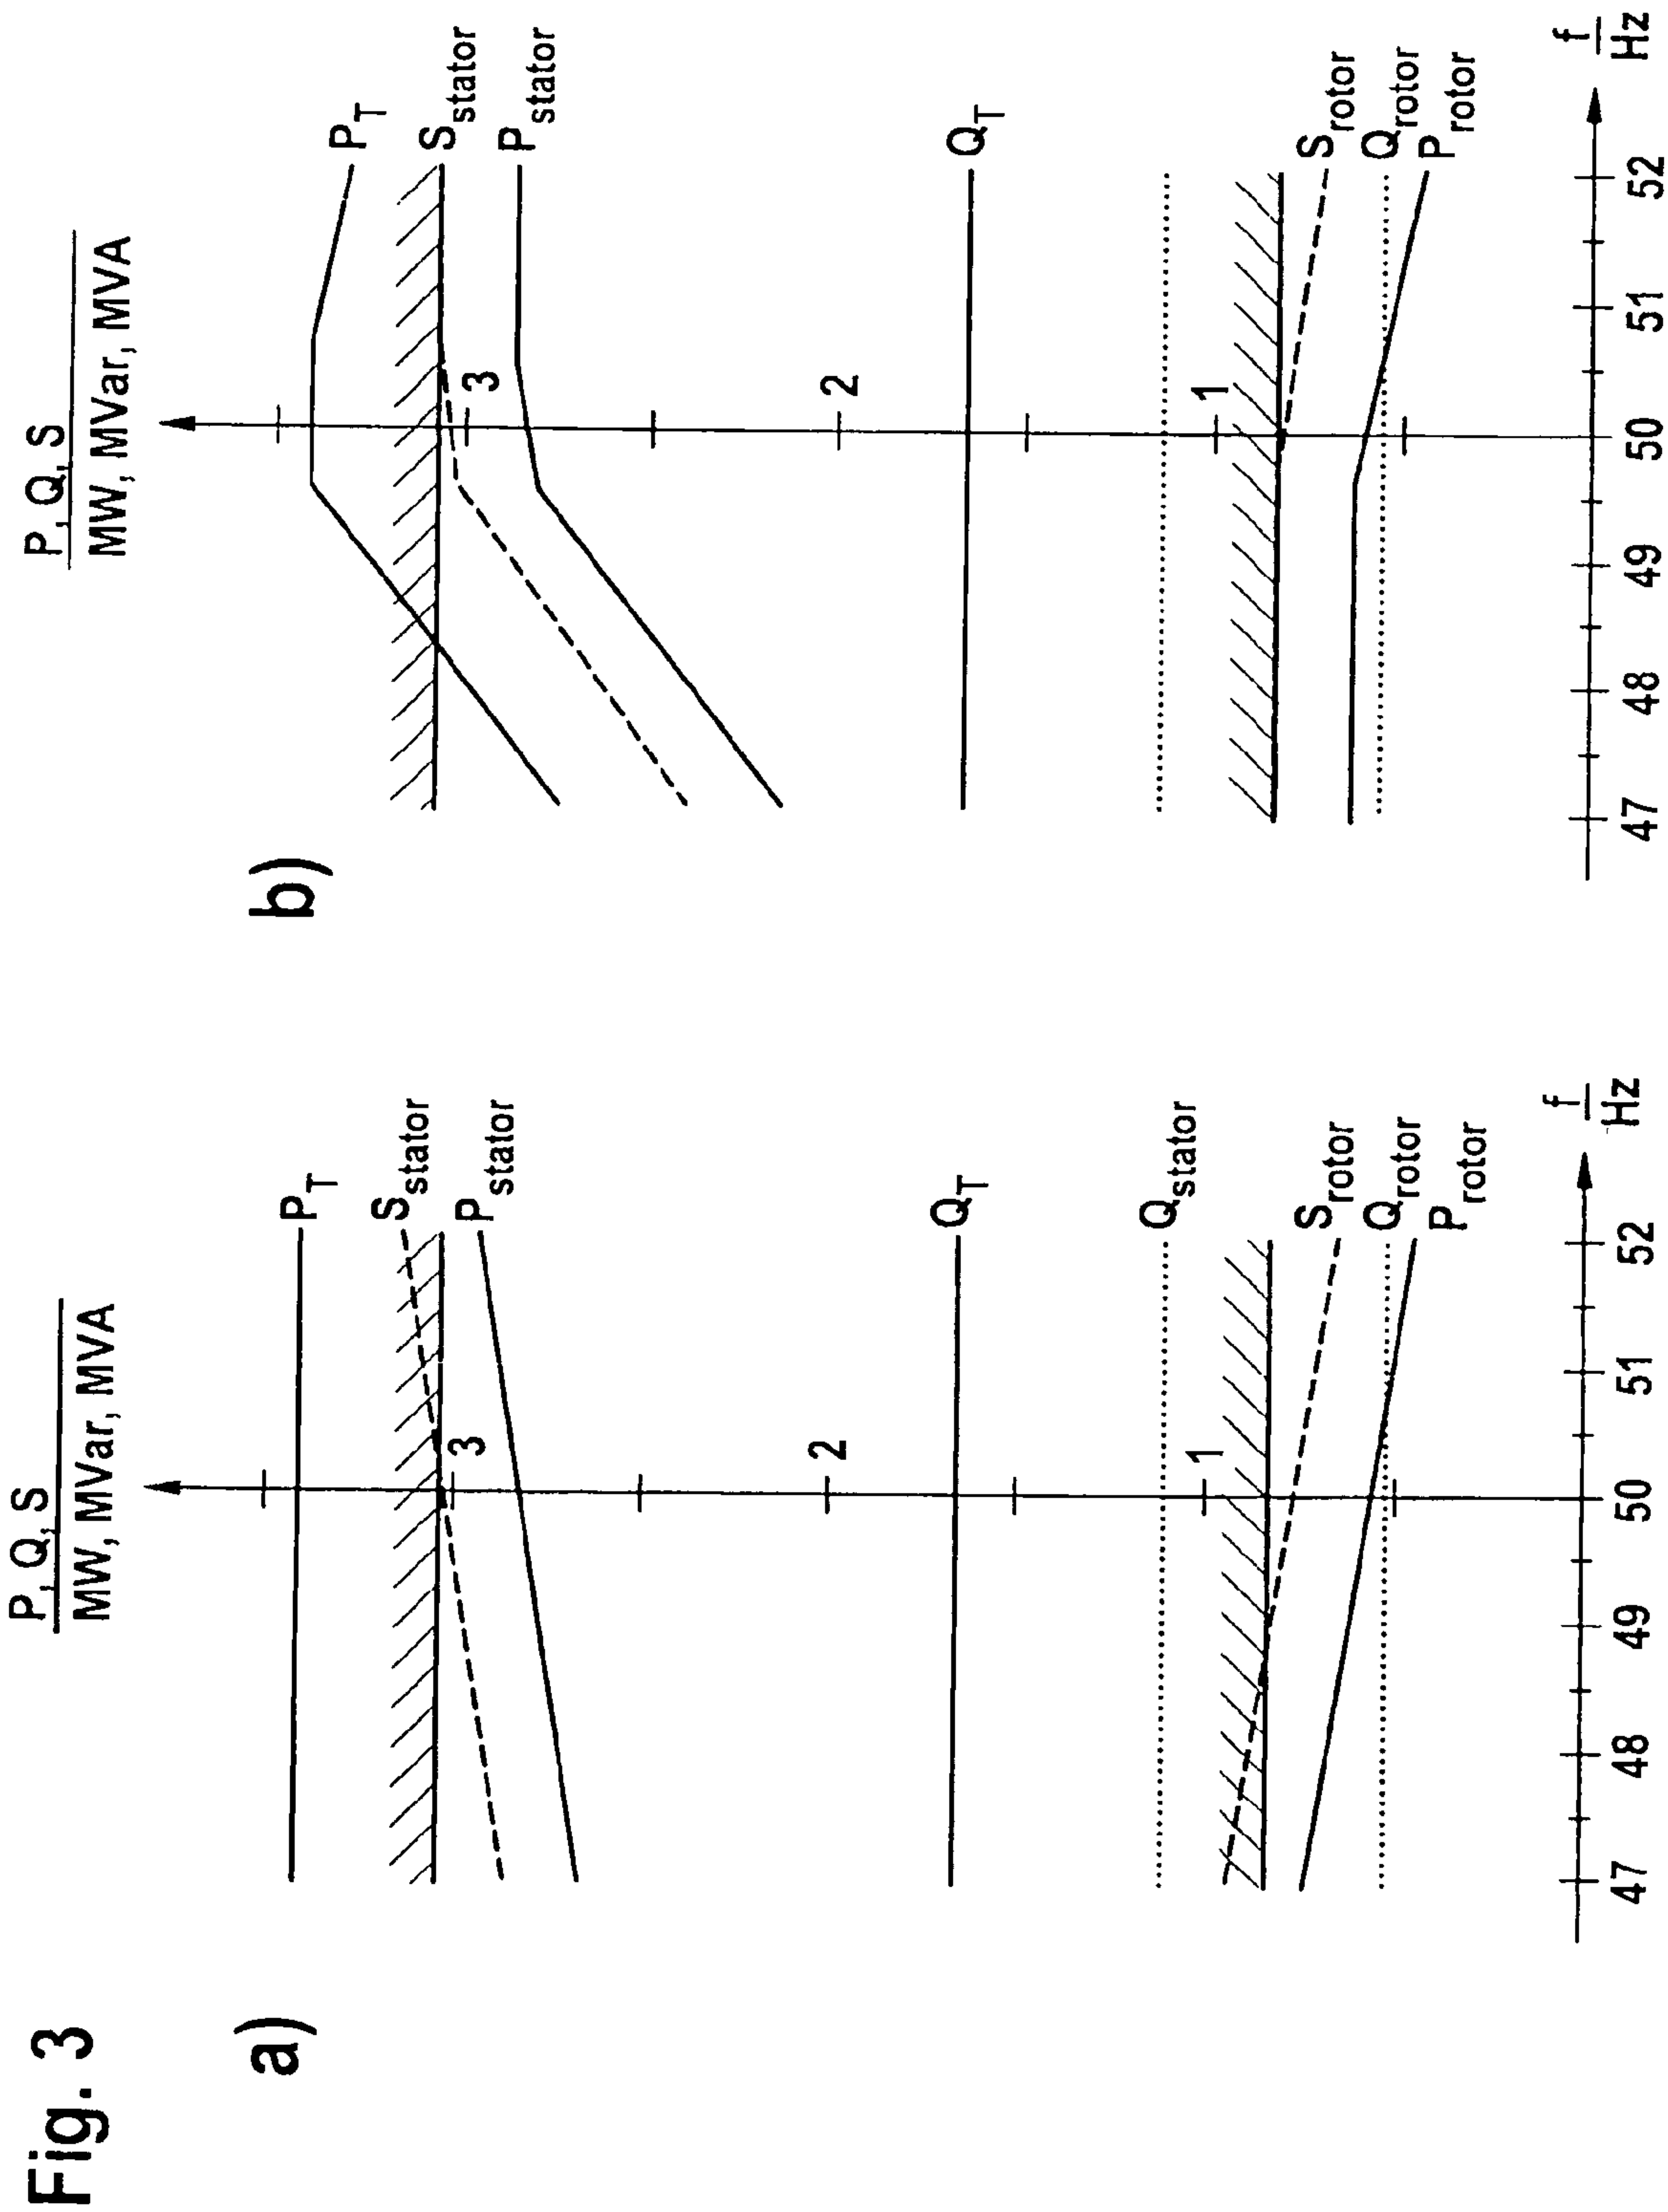 Fig. 3
a)
P, Q, S
MW, MVar, MVA
P_T
S_stator
P_stator
3
2
Q_T
Q_stator
1
S_rotor
Q_rotor
P_rotor
47 48 49 50 51 52
f
Hz
b)
P, Q, S
MW, MVar, MVA
P_T
S_stator
P_stator
3
2
Q_T
1
S_rotor
Q_rotor
P_rotor
47 48 49 50 51 52
f
Hz